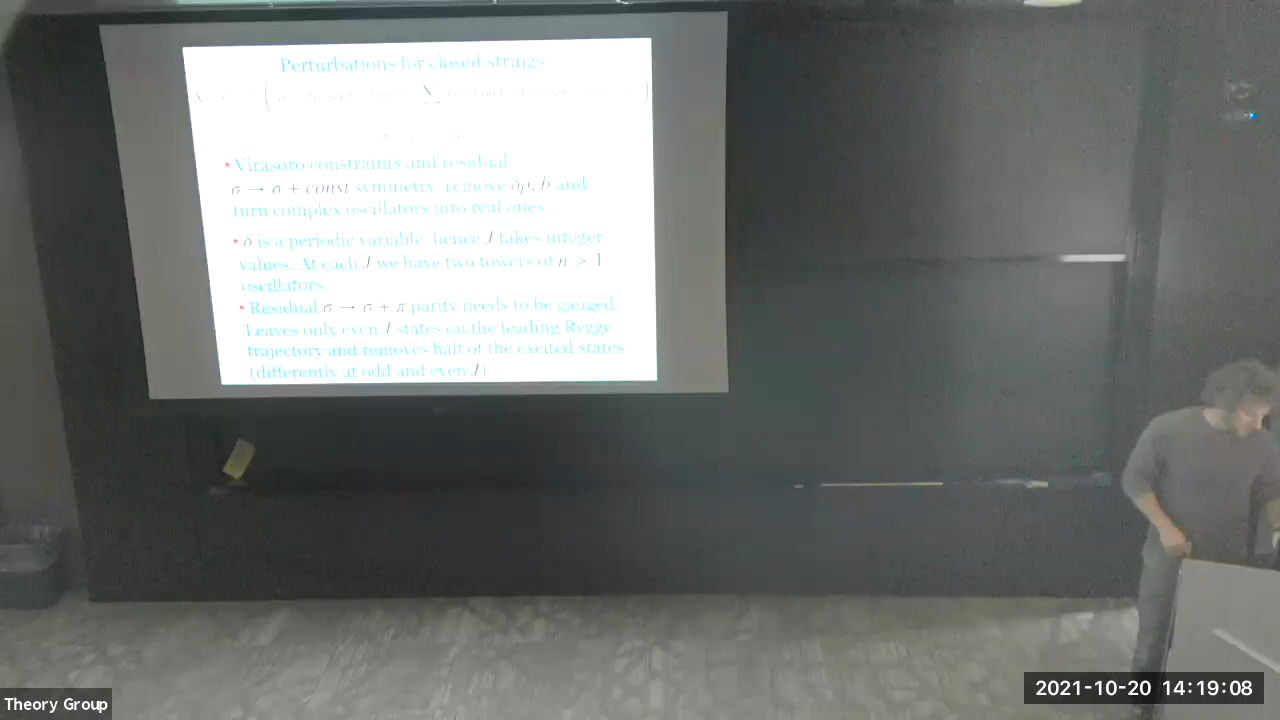 Perturbations for closed strings
• Virasoro constraints and residual
σ → σ + const symmetry remove δρ, b and
turn complex oscillators into real ones
• δ is a periodic variable, hence J takes integer
values. At each J we have two towers of n > 1
oscillators.
• Residual σ → σ + π parity needs to be gauged
Leaves only even J states on the leading Regge
trajectory and removes half of the excited states
(differently at odd and even J)
Theory Group
2021-10-20 14:19:08